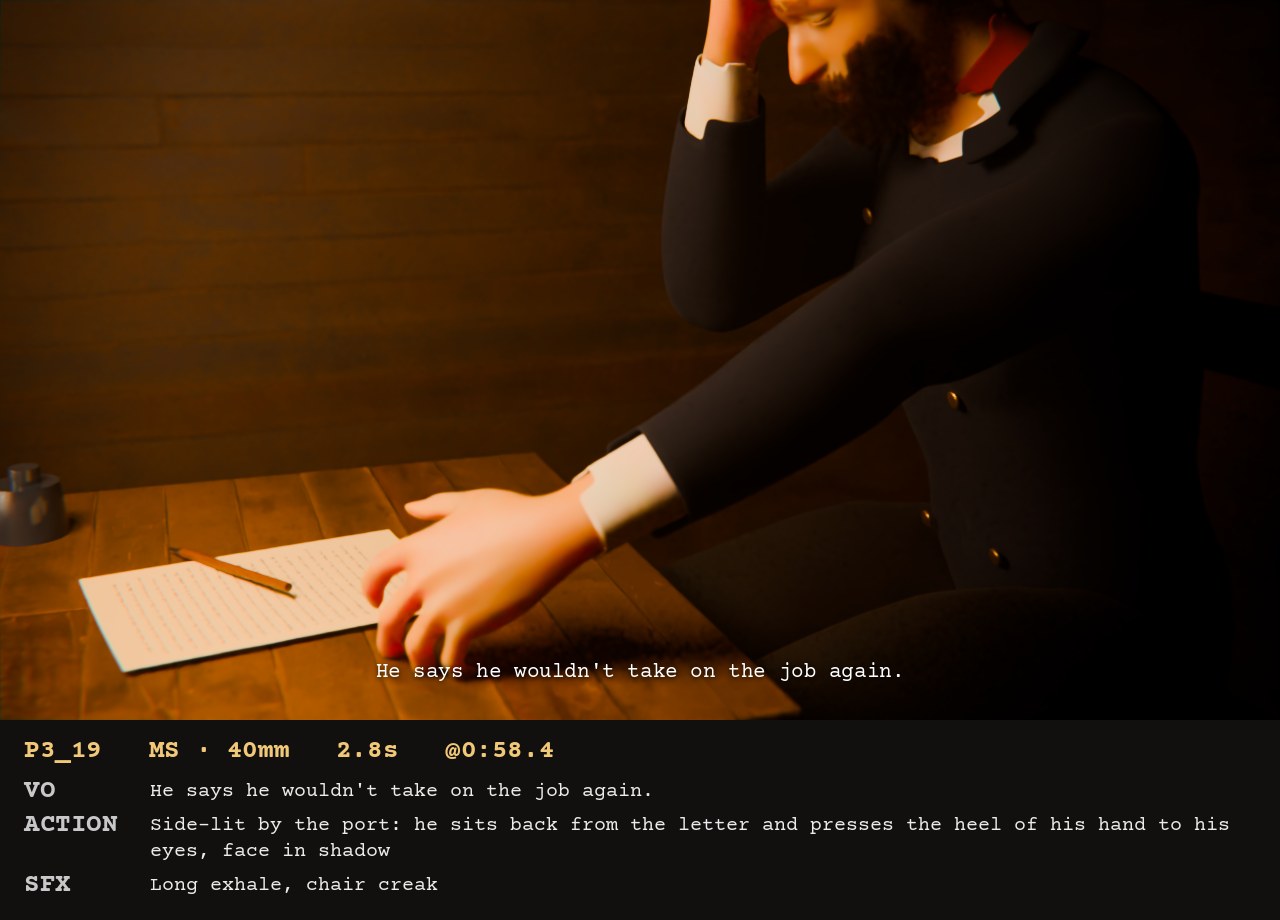 He says he wouldn't take on the job again.
P3_19 MS · 40mm 2.8s @0:58.4
VO He says he wouldn't take on the job again.
ACTION Side-lit by the port: he sits back from the letter and presses the heel of his hand to his
eyes, face in shadow
SFX Long exhale, chair creak